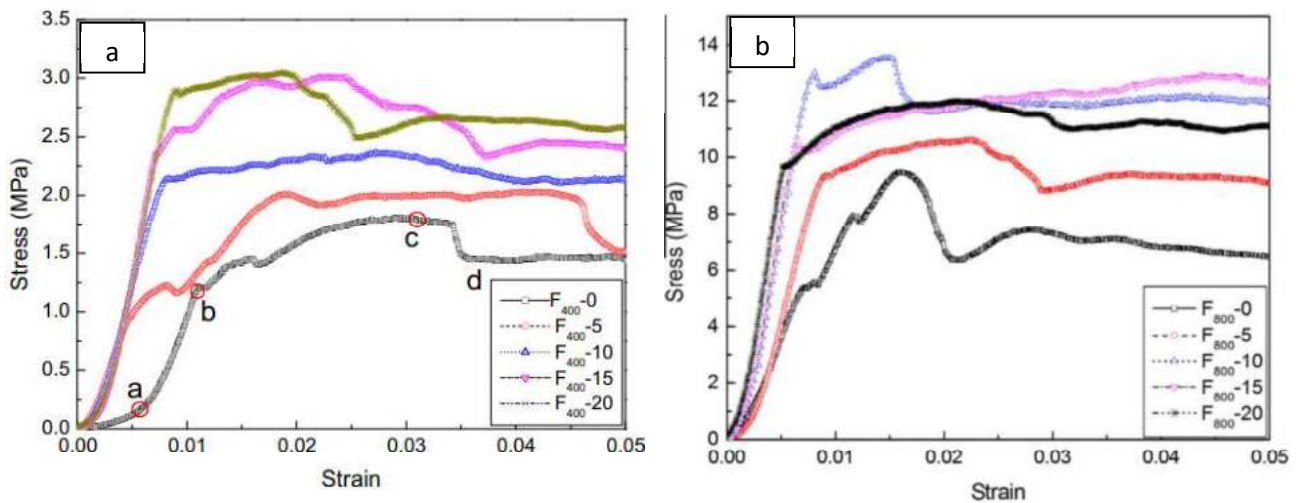 a
3.5
3.0
2.5
2.0
1.5
1.0
0.5
0.0
Stress (MPa)
0.00 0.01 0.02 0.03 0.04 0.05
Strain
a
b
c
d
F400-0
F400-5
F400-10
F400-15
F400-20
b
14
12
10
8
6
4
2
0
Sress (MPa)
0.00 0.01 0.02 0.03 0.04 0.05
Strain
F800-0
F800-5
F800-10
F800-15
F800-20